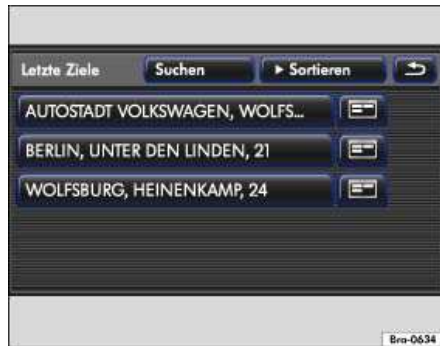 Letzte Ziele Suchen Sortieren
AUTOSTADT VOLKSWAGEN, WOLFS...
BERLIN, UNTER DEN LINDEN, 21
WOLFSBURG, HEINENKAMP, 24
Bra-0634